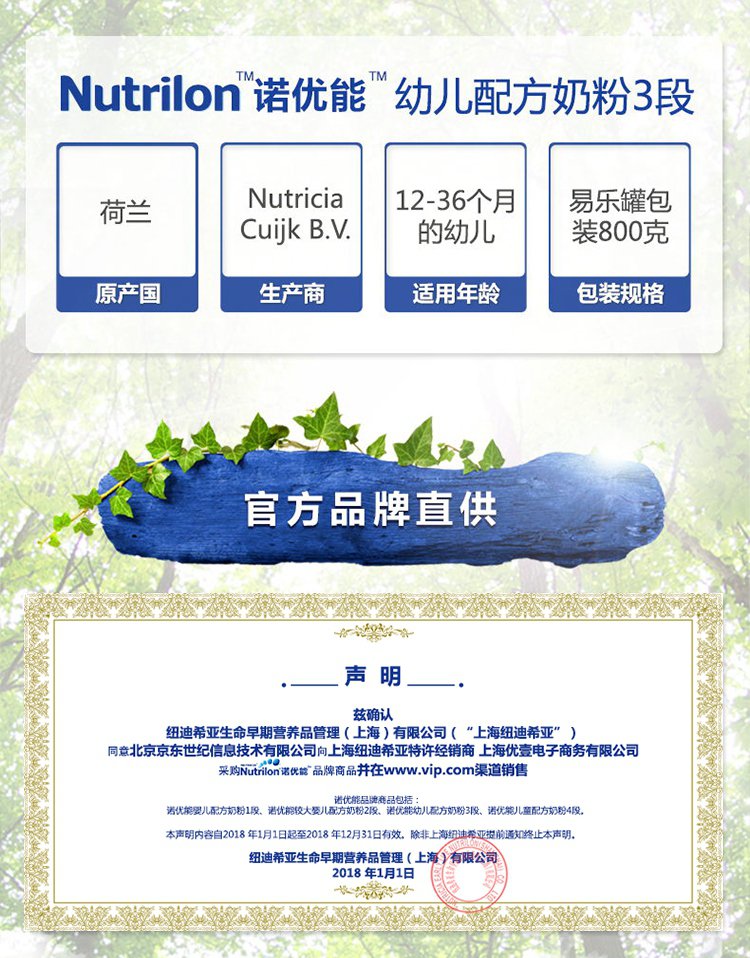 Nutrilon™诺优能™ 幼儿配方奶粉3段
荷兰
原产国
Nutricia
Cuijk B.V.
生产商
12-36个月
的幼儿
适用年龄
易乐罐包
装800克
包装规格
官方品牌直供
声 明
兹确认
纽迪希亚生命早期营养品管理（上海）有限公司（“上海纽迪希亚”）
同意北京京东世纪信息技术有限公司向上海纽迪希亚特许经销商 上海优壹电子商务有限公司
采购Nutrilon诺优能™品牌商品并在www.vip.com渠道销售
诺优能品牌商品包括：
诺优能婴儿配方奶粉1段、诺优能较大婴儿配方奶粉2段、诺优能幼儿配方奶粉3段、诺优能儿童配方奶粉4段。
本声明内容自2018年1月1日起至2018年12月31日有效。除非上海纽迪希亚提前通知终止本声明。
纽迪希亚生命早期营养品管理（上海）有限公司
2018年1月1日